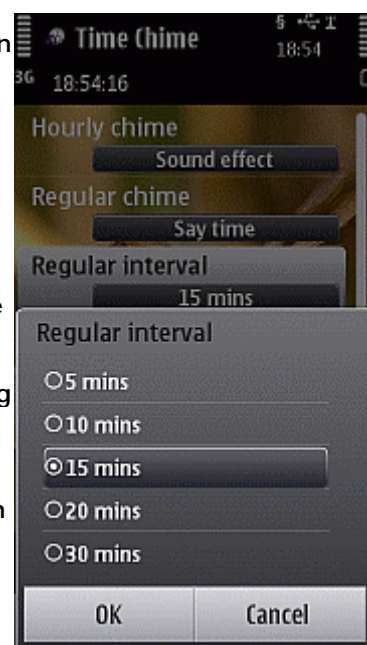 Time Chime
18:54
3G
18:54:16
Hourly chime
Sound effect
Regular chime
Say time
Regular interval
15 mins
Regular interval
5 mins
10 mins
15 mins
20 mins
30 mins
OK
Cancel